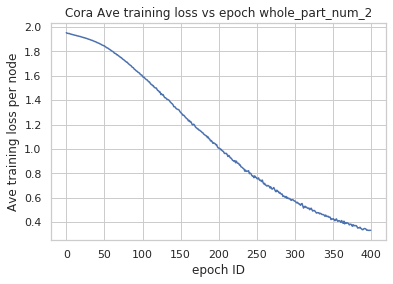 Cora Ave training loss vs epoch whole_part_num_2
Ave training loss per node
2.0
1.8
1.6
1.4
1.2
1.0
0.8
0.6
0.4
0 50 100 150 200 250 300 350 400
epoch ID